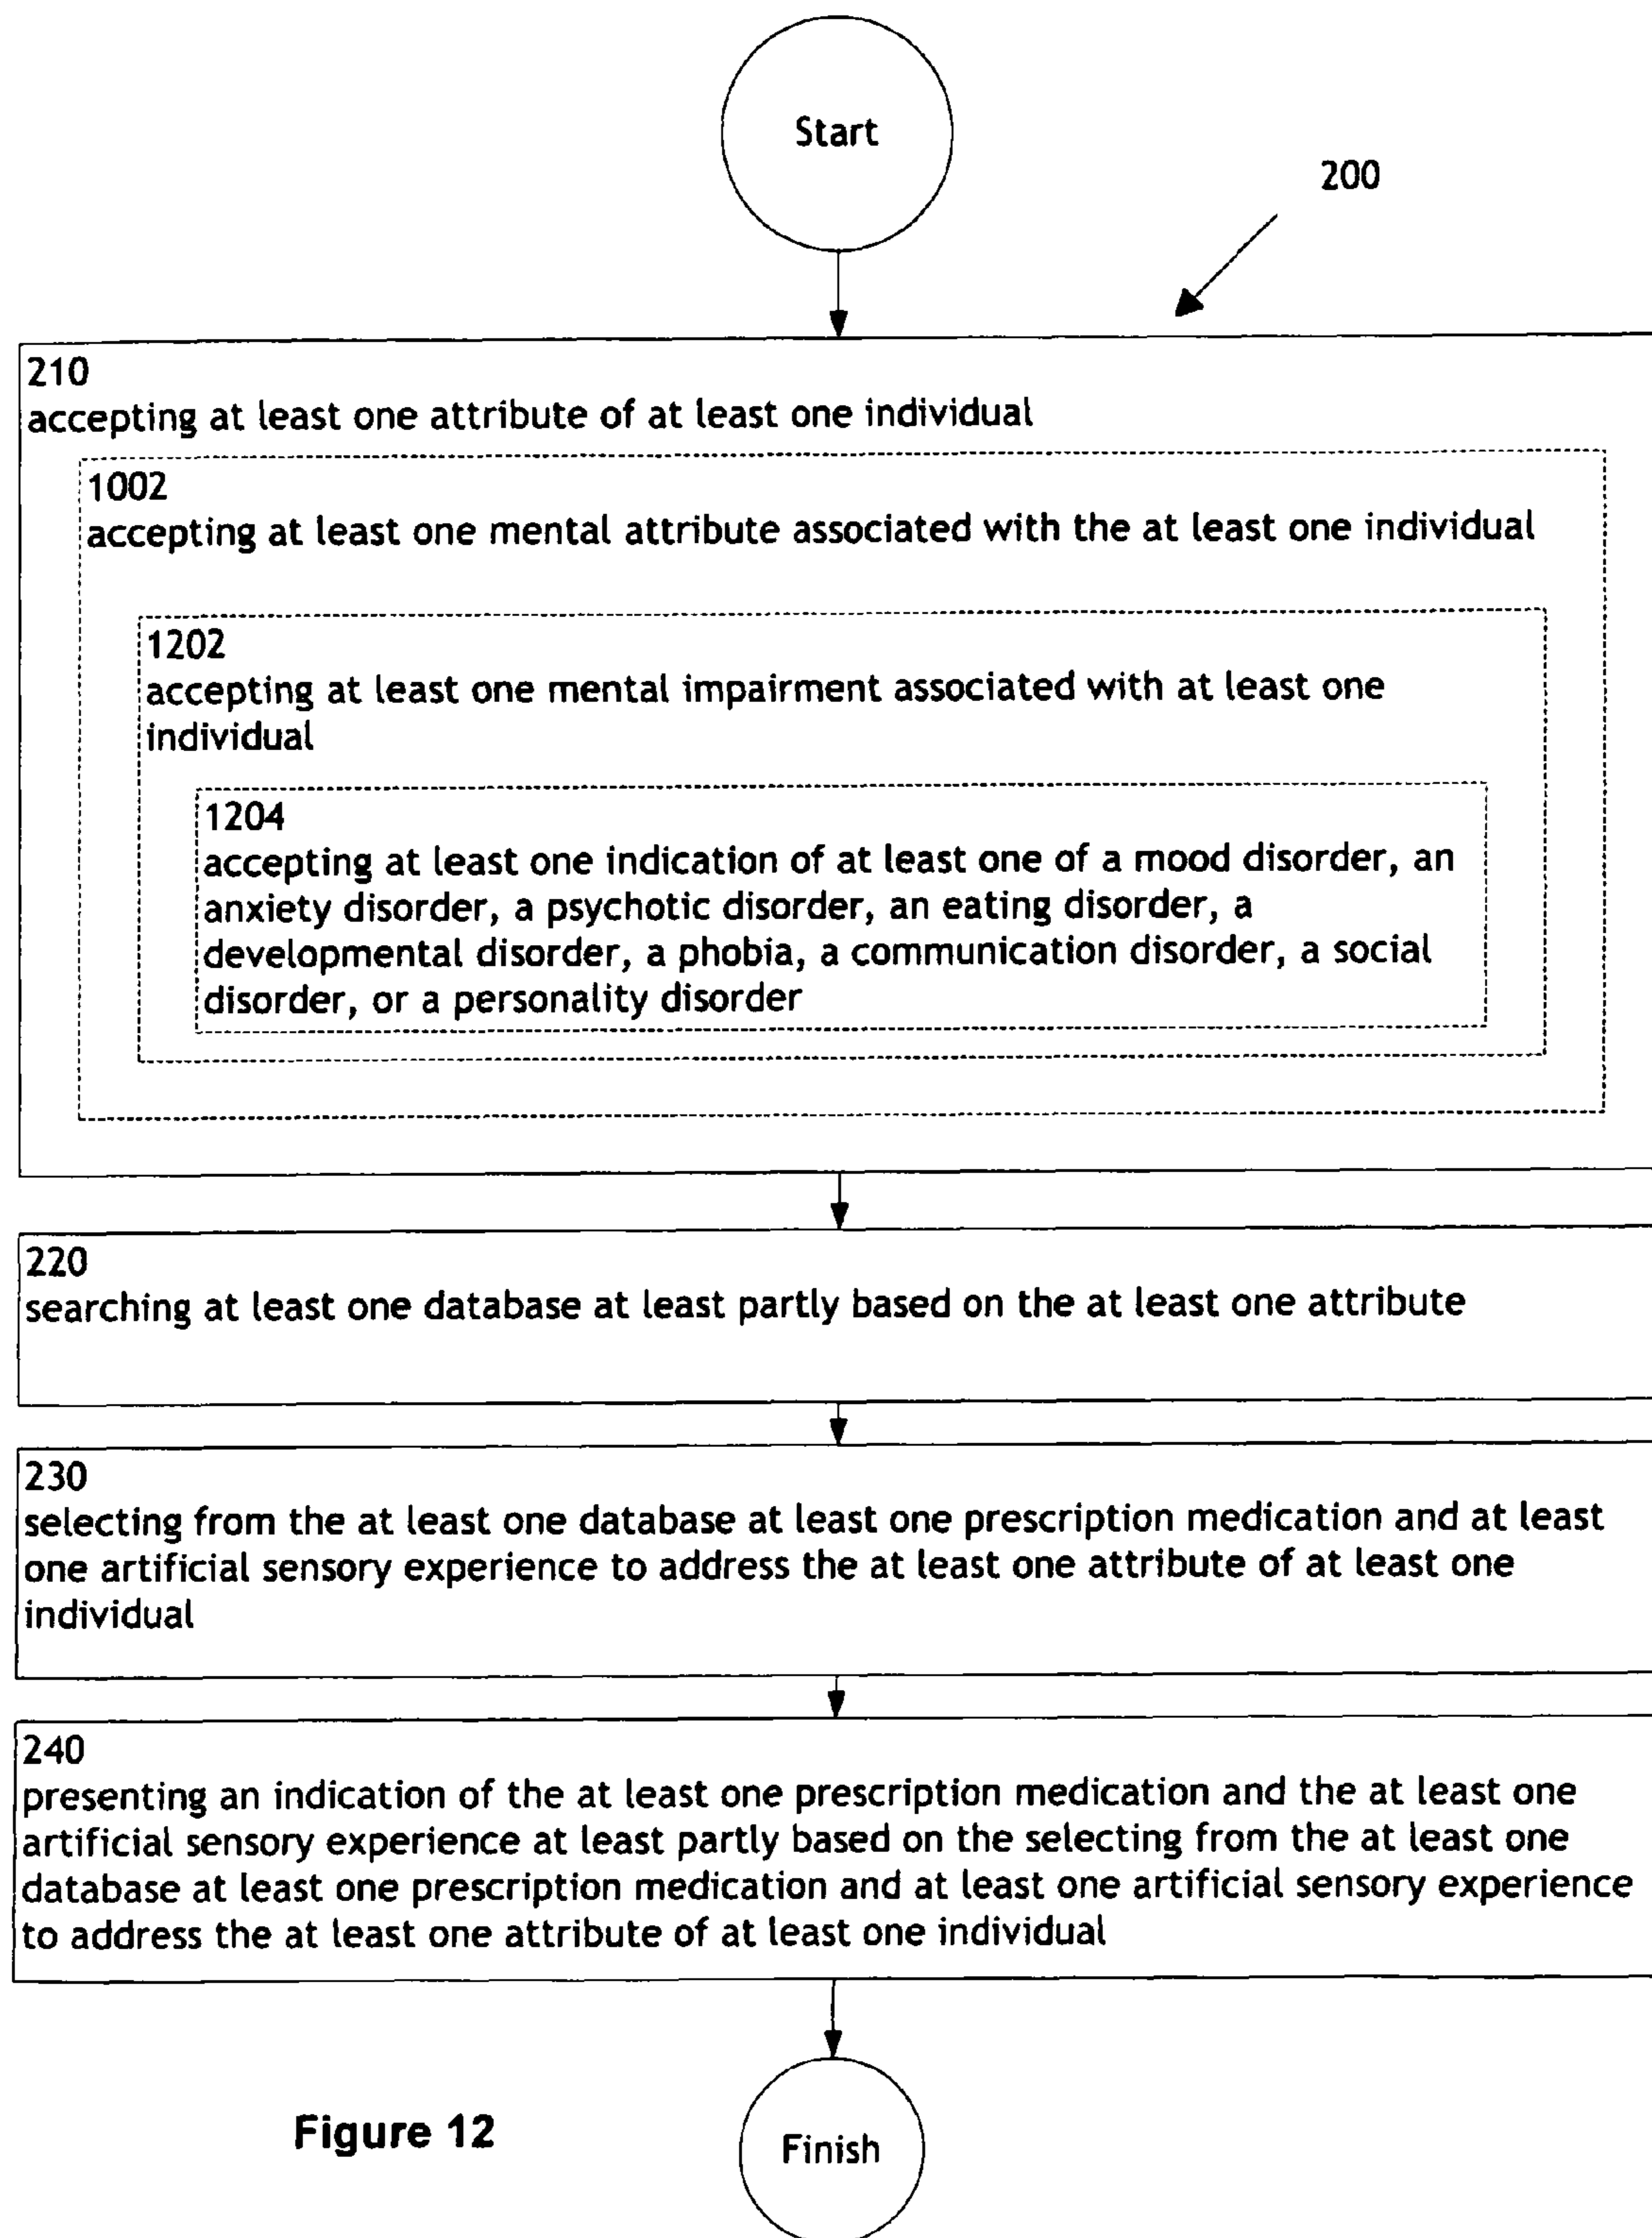 Start
200
210
accepting at least one attribute of at least one individual
1002
accepting at least one mental attribute associated with the at least one individual
1202
accepting at least one mental impairment associated with at least one
individual
1204
accepting at least one indication of at least one of a mood disorder, an
anxiety disorder, a psychotic disorder, an eating disorder, a
developmental disorder, a phobia, a communication disorder, a social
disorder, or a personality disorder
220
searching at least one database at least partly based on the at least one attribute
230
selecting from the at least one database at least one prescription medication and at least
one artificial sensory experience to address the at least one attribute of at least one
individual
240
presenting an indication of the at least one prescription medication and the at least one
artificial sensory experience at least partly based on the selecting from the at least one
database at least one prescription medication and at least one artificial sensory experience
to address the at least one attribute of at least one individual
Figure 12
Finish